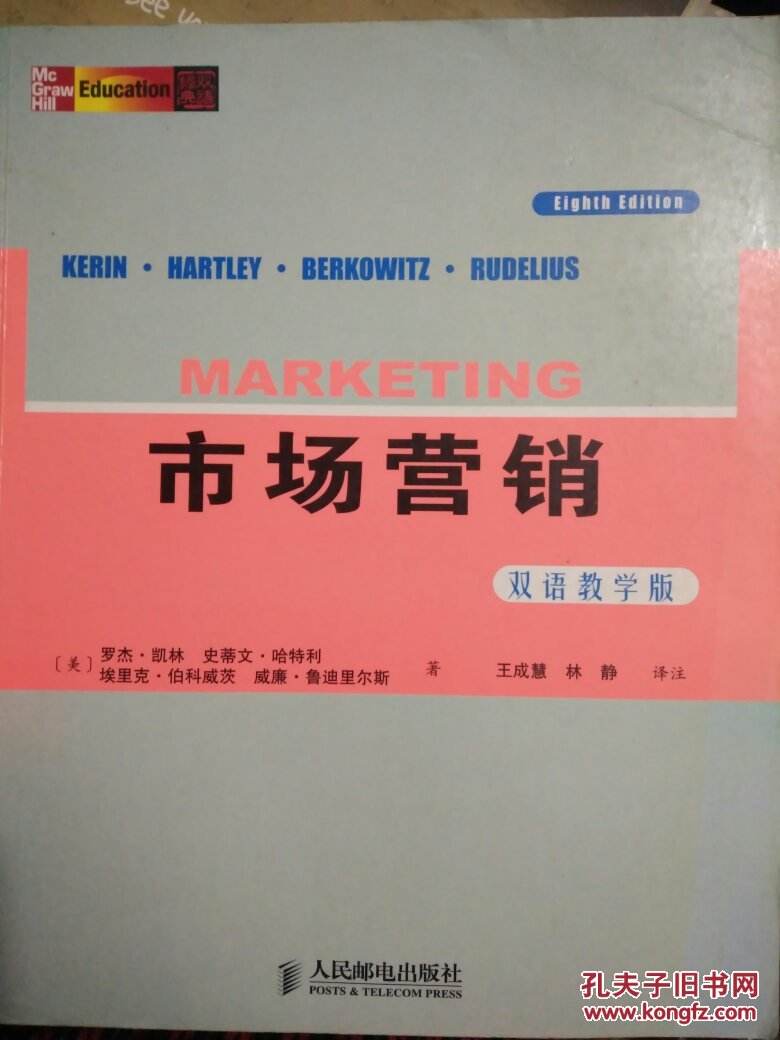 Mc
Graw
Hill
Education
Eighth Edition
KERIN · HARTLEY · BERKOWITZ · RUDELIUS
MARKETING
市场营销
双语教学版
〔美〕
罗杰·凯林 史蒂文·哈特利
埃里克·伯科威茨 威廉·鲁迪里尔斯
著
王成慧 林 静 译注
人民邮电出版社
POSTS & TELECOM PRESS
孔夫子旧书网
www.kongfz.com